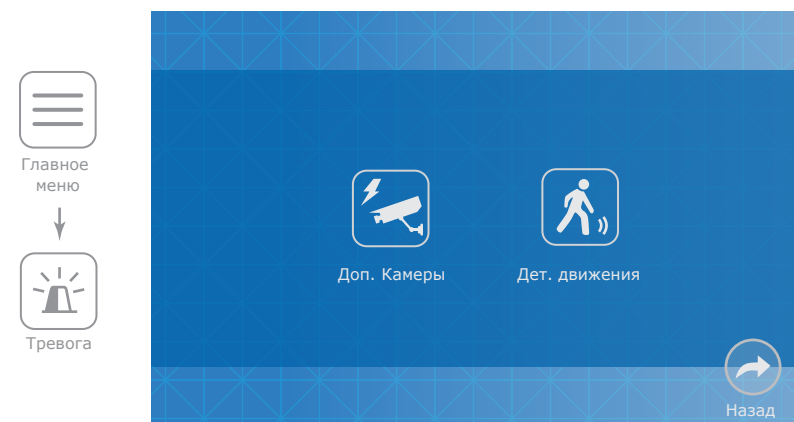 Главное
меню
Тревога
Доп. Камеры
Дет. движения
Назад